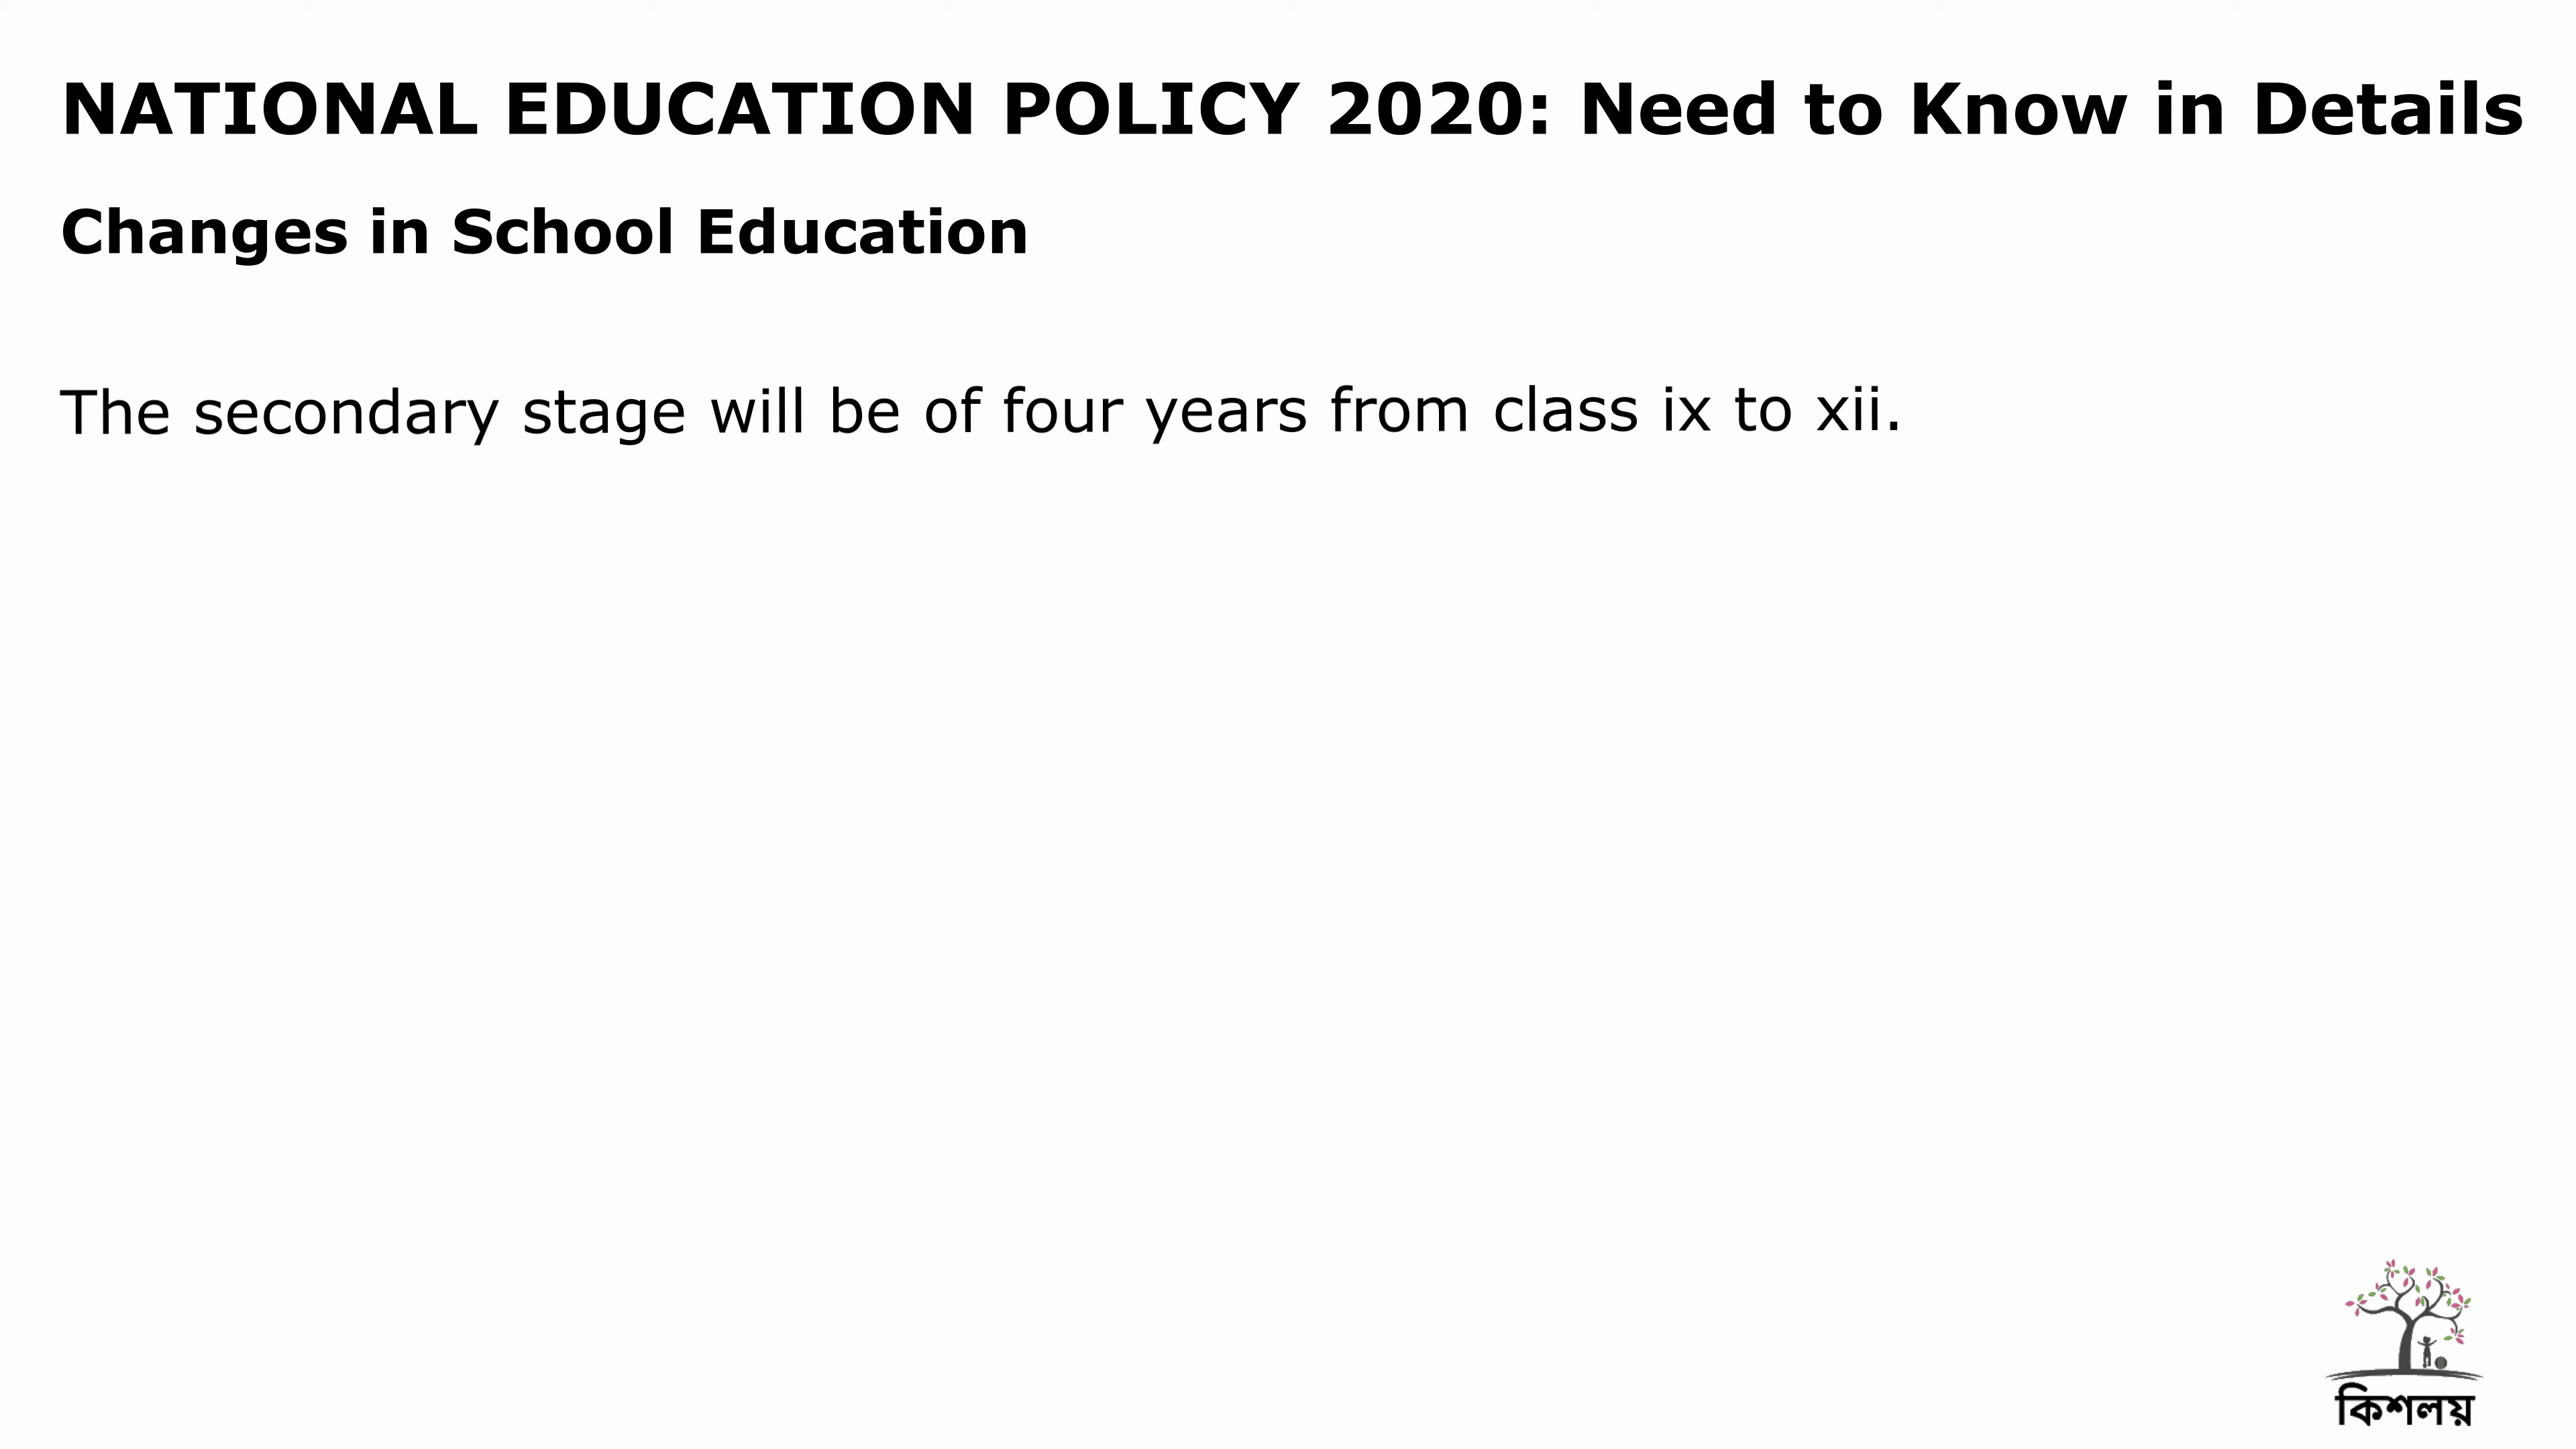 NATIONAL EDUCATION POLICY 2020: Need to Know in Details
Changes in School Education
The secondary stage will be of four years from class ix to xii.
কিশলয়